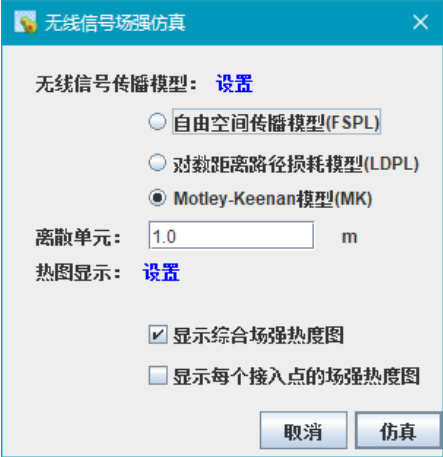 无线信号场强仿真
无线信号传播模型： 设置
自由空间传播模型(FSPL)
对数距离路径损耗模型(LDPL)
Motley-Keenan模型(MK)
离散单元： 1.0 m
热图显示： 设置
显示综合场强热度图
显示每个接入点的场强热度图
取消 仿真